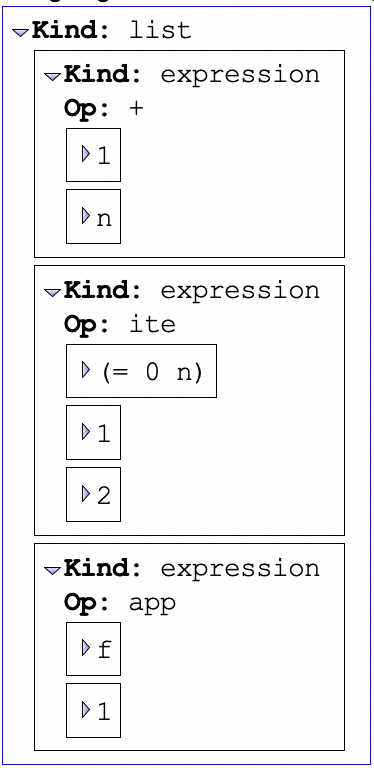 Kind: list
Kind: expression
Op: +
1
n
Kind: expression
Op: ite
(= 0 n)
1
2
Kind: expression
Op: app
f
1